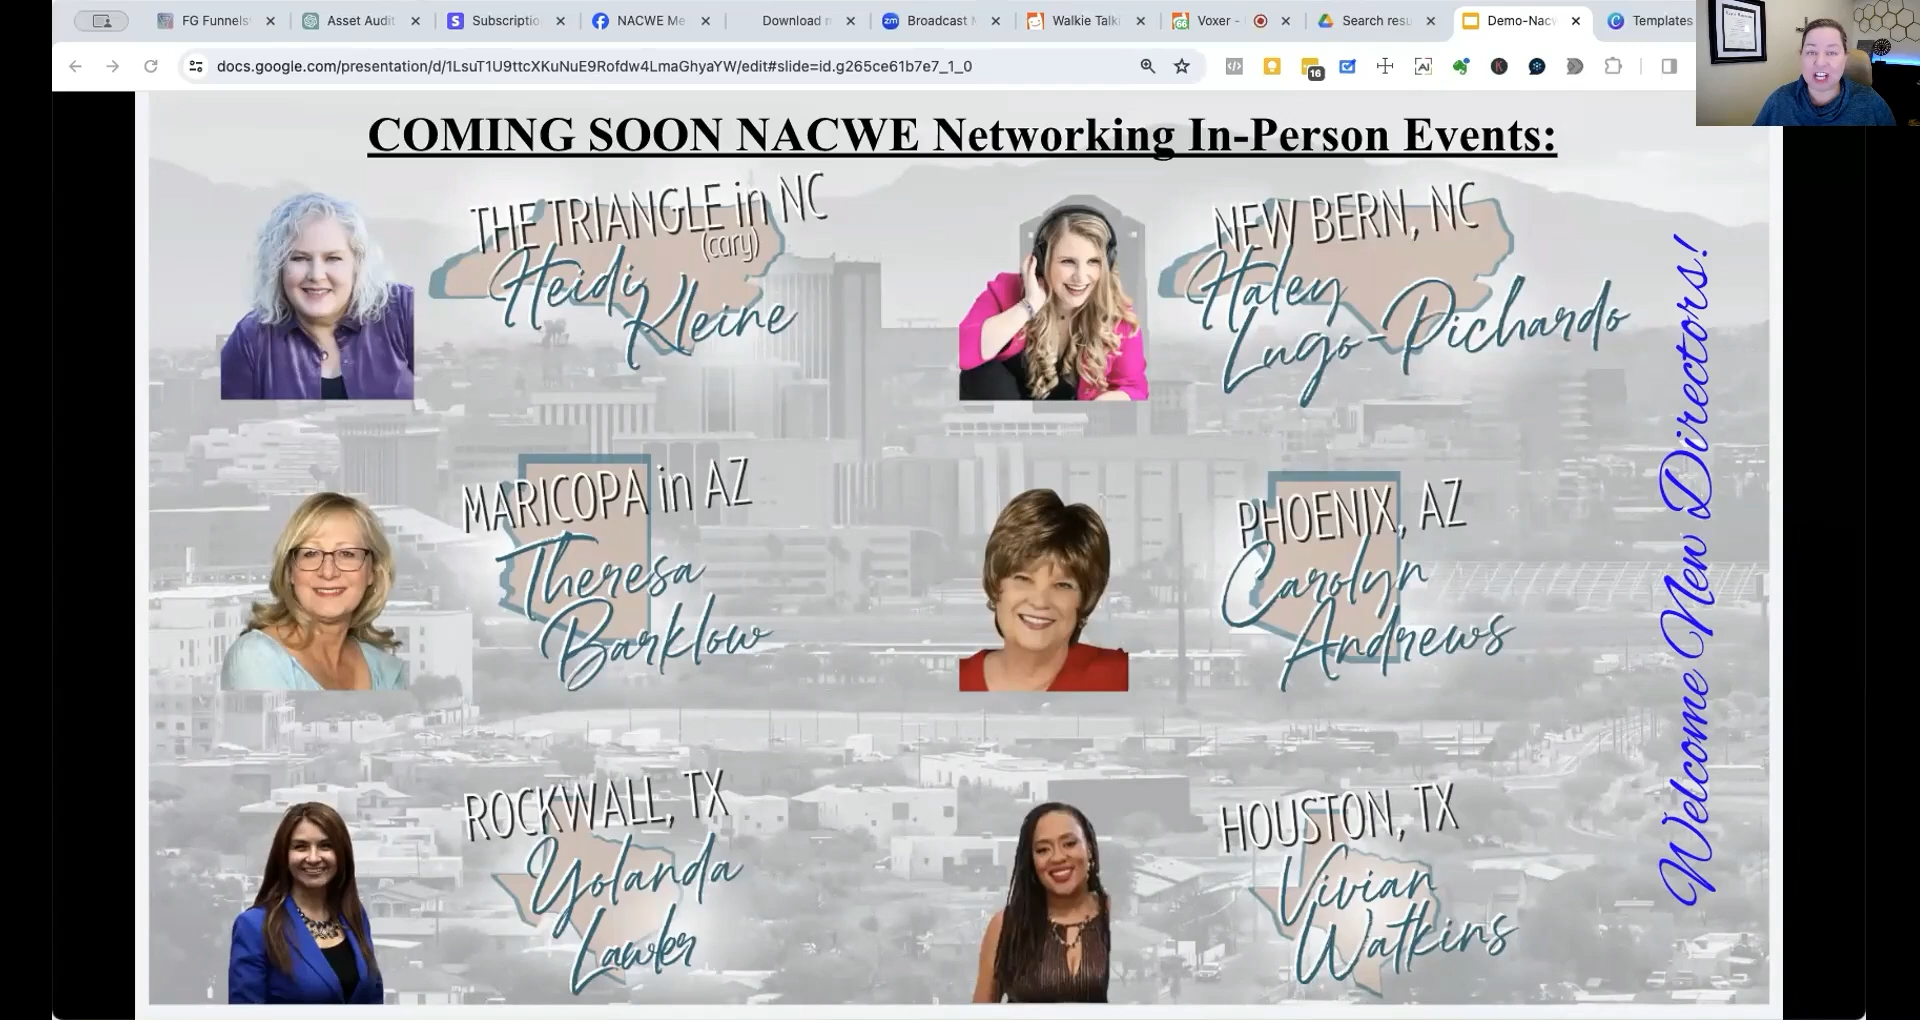 FG Funnels
Asset Audit
Subscriptio
NACWE Me
Download
Broadcast
Walkie Talki
Voxer -
Search resu
Demo-Nacw
Templates
docs.google.com/presentation/d/1LsuT1U9ttcXKuNuE9Rofdw4LmaGhyaYW/edit#slide=id.g265ce61b7e7_1_0
16
COMING SOON NACWE Networking In-Person Events:
THE TRIANGLE in NC
(cary)
Heidi
Kleine
NEW BERN, NC
Haley
Lugo-Pichardo
MARICOPA in AZ
Theresa
Barklow
PHOENIX, AZ
Carolyn
Andrews
ROCKWALL, TX
Yolanda
Lawler
HOUSTON, TX
Vivian
Watkins
Welcome New Directors!